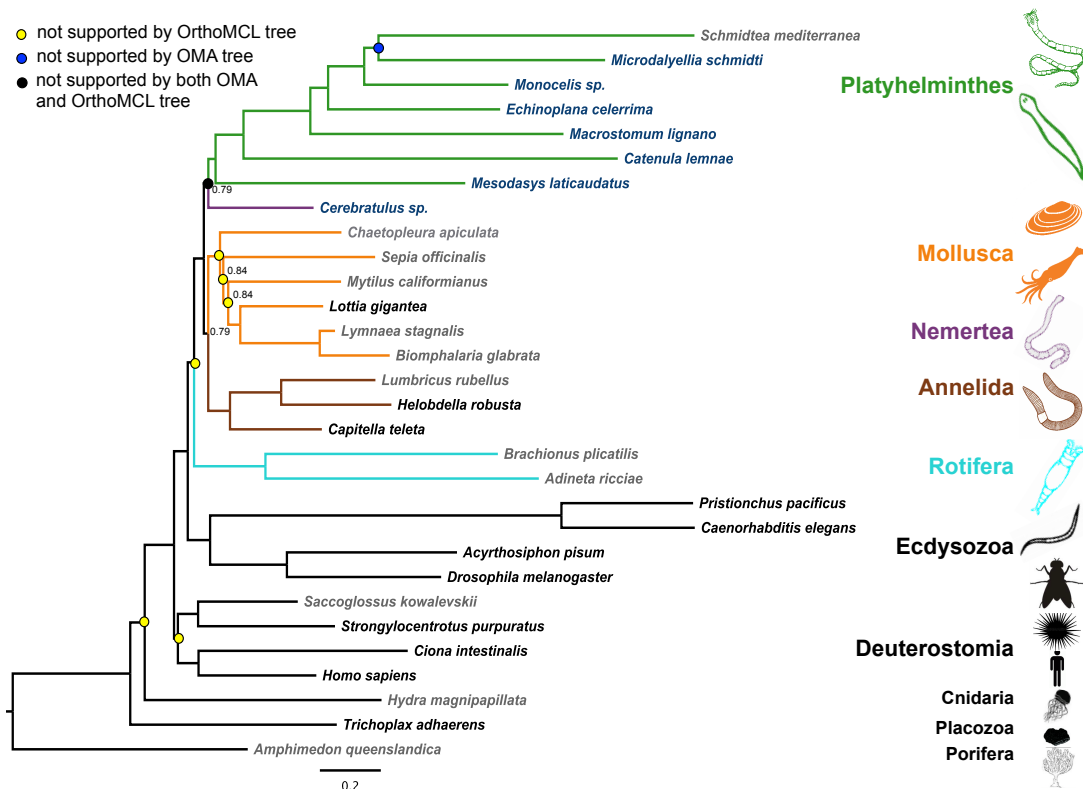 not supported by OrthoMCL tree
not supported by OMA tree
not supported by both OMA
and OrthoMCL tree
Schmidtea mediterranea
Microdalyellia schmidti
Monocelis sp.
Echinoplana celerrima
Macrostomum lignano
Catenula lemnae
Mesodasys laticaudatus
0.79
Cerebratulus sp.
Chaetopleura apiculata
Sepia officinalis
0.84
Mytilus califormianus
0.84
Lottia gigantea
0.79
Lymnaea stagnalis
Biomphalaria glabrata
Lumbricus rubellus
Helobdella robusta
Capitella teleta
Brachionus plicatilis
Adineta ricciae
Pristionchus pacificus
Caenorhabditis elegans
Acyrthosiphon pisum
Drosophila melanogaster
Saccoglossus kowalevskii
Strongylocentrotus purpuratus
Ciona intestinalis
Homo sapiens
Hydra magnipapillata
Trichoplax adhaerens
Amphimedon queenslandica
0.2
Platyhelminthes
Mollusca
Nemertea
Annelida
Rotifera
Ecdysozoa
Deuterostomia
Cnidaria
Placozoa
Porifera